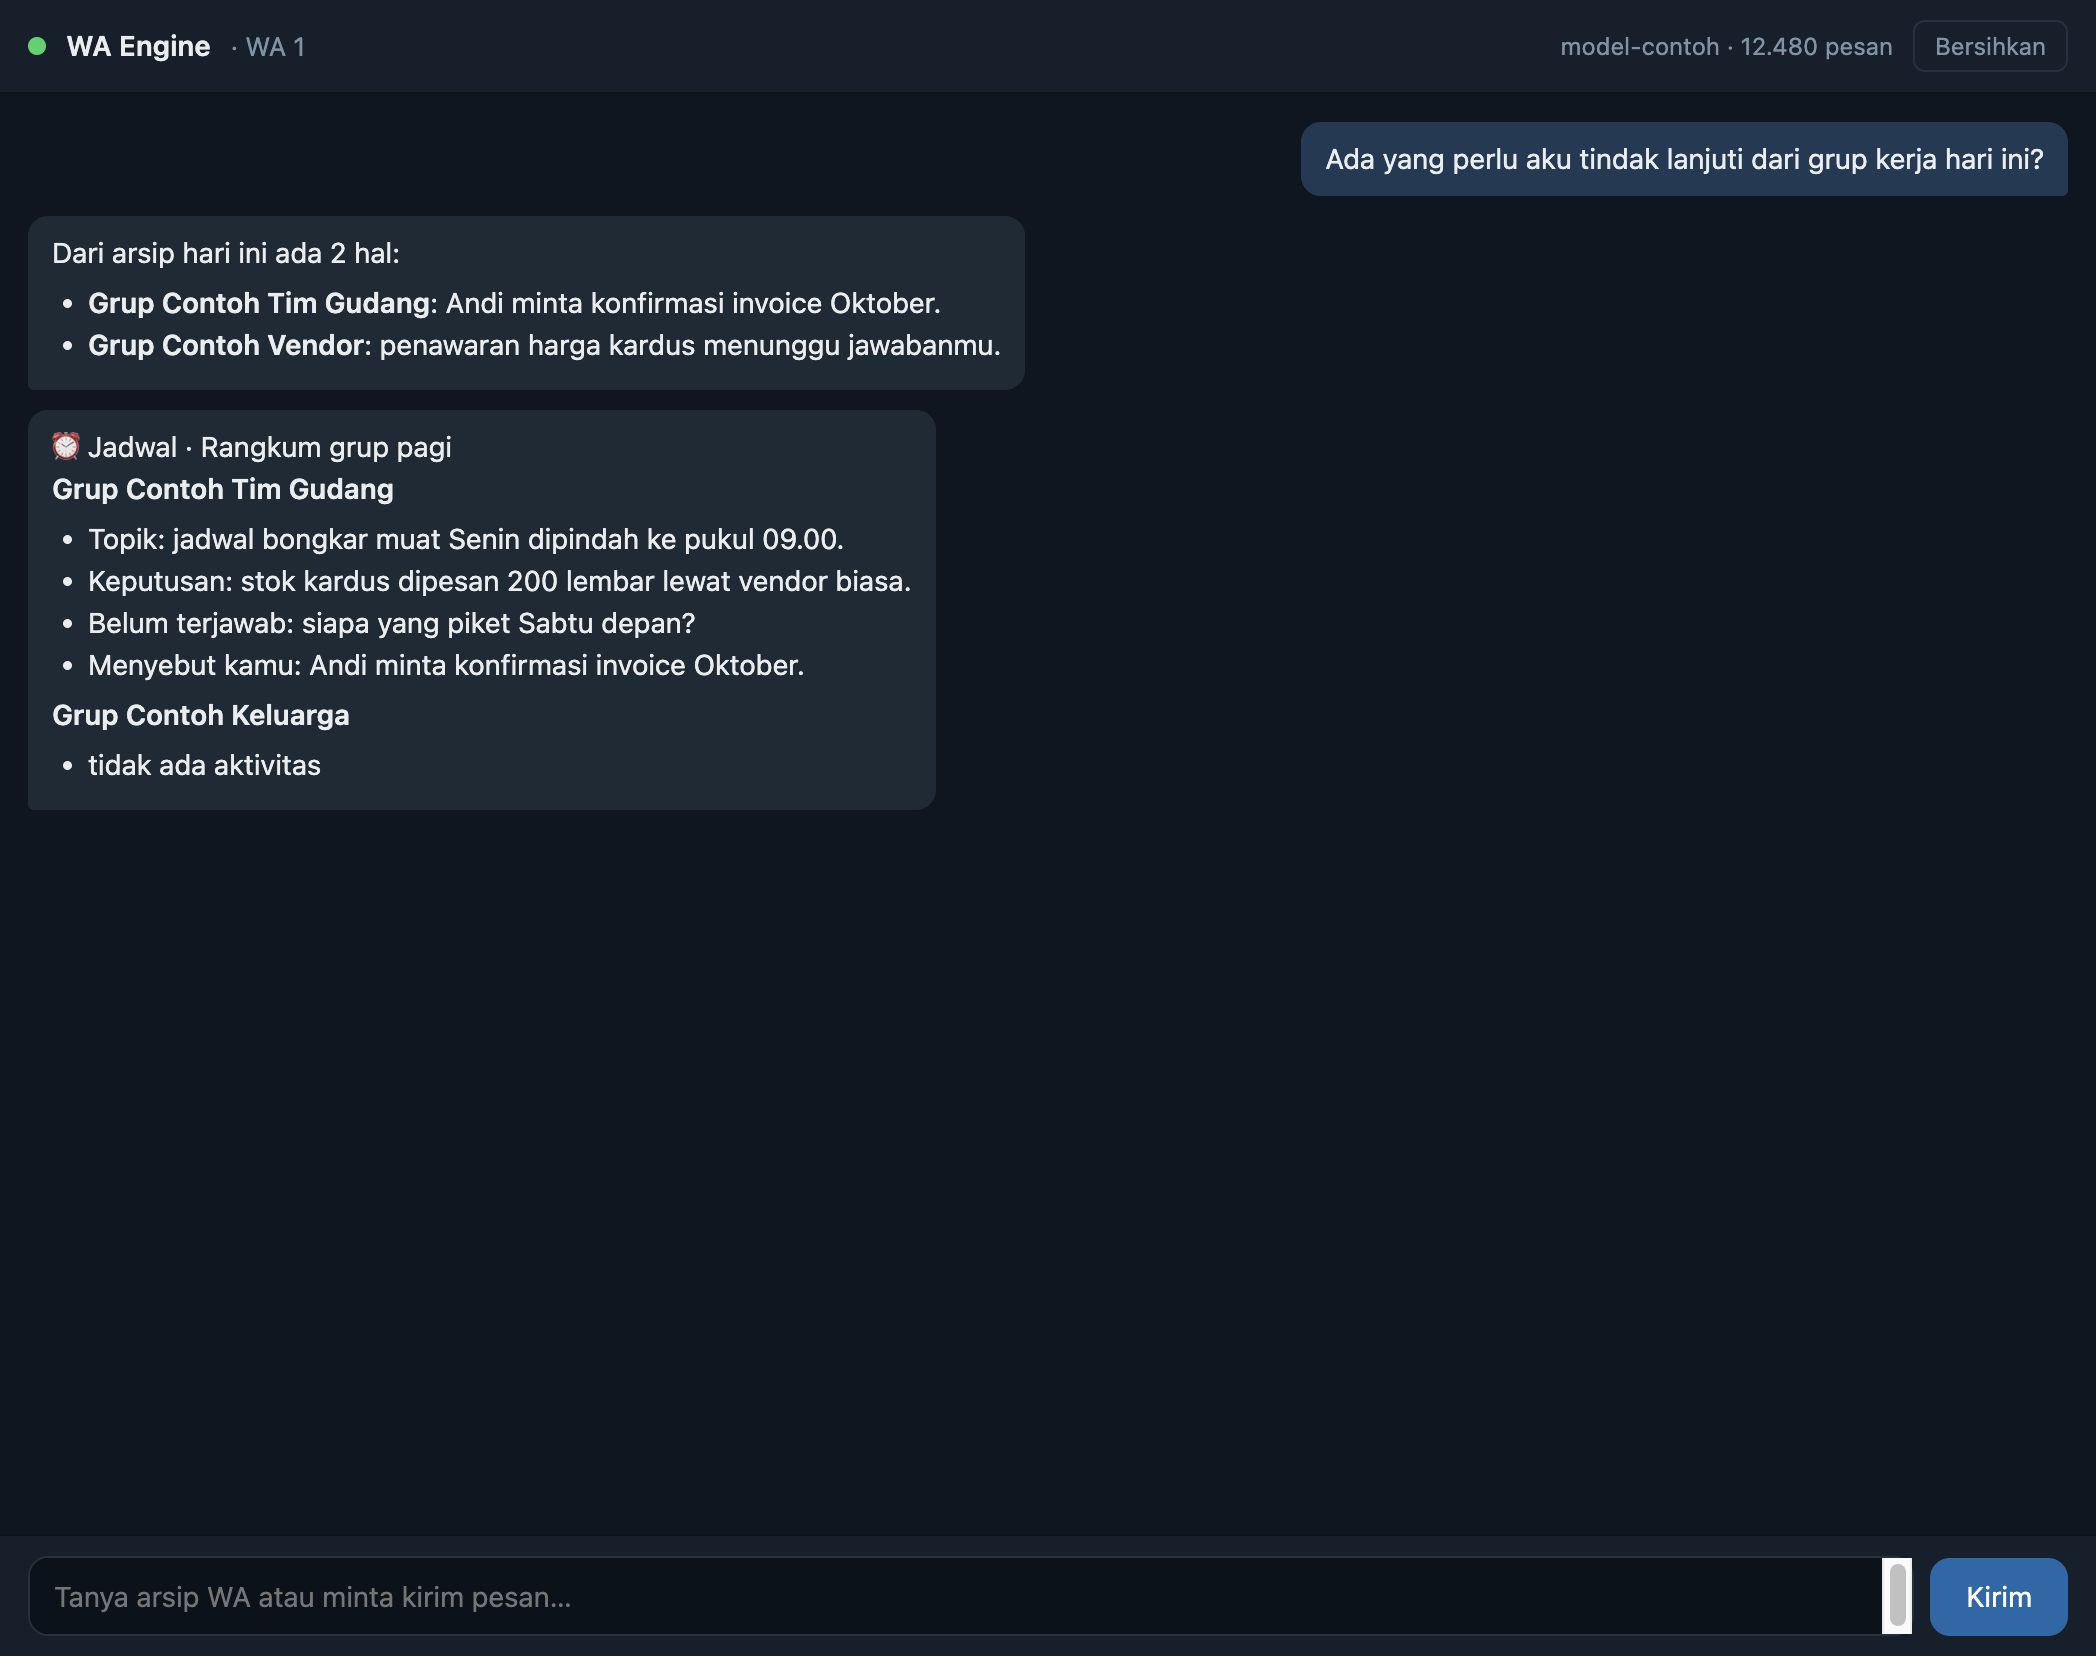 WA Engine · WA 1
model-contoh · 12.480 pesan
Bersihkan
Ada yang perlu aku tindak lanjuti dari grup kerja hari ini?
Dari arsip hari ini ada 2 hal:
• Grup Contoh Tim Gudang: Andi minta konfirmasi invoice Oktober.
• Grup Contoh Vendor: penawaran harga kardus menunggu jawabanmu.
⏰ Jadwal · Rangkum grup pagi
Grup Contoh Tim Gudang
• Topik: jadwal bongkar muat Senin dipindah ke pukul 09.00.
• Keputusan: stok kardus dipesan 200 lembar lewat vendor biasa.
• Belum terjawab: siapa yang piket Sabtu depan?
• Menyebut kamu: Andi minta konfirmasi invoice Oktober.
Grup Contoh Keluarga
• tidak ada aktivitas
Tanya arsip WA atau minta kirim pesan...
Kirim